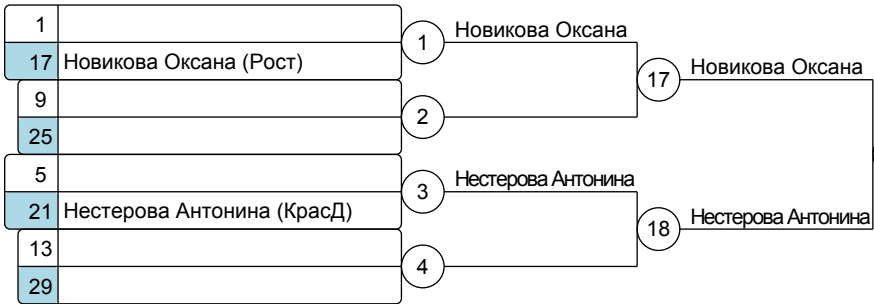 1
17 Новикова Оксана (Рост)
1
Новикова Оксана
9
25
2
17
Новикова Оксана
5
21 Нестерова Антонина (КрасД)
3
Нестерова Антонина
13
29
4
18
Нестерова Антонина